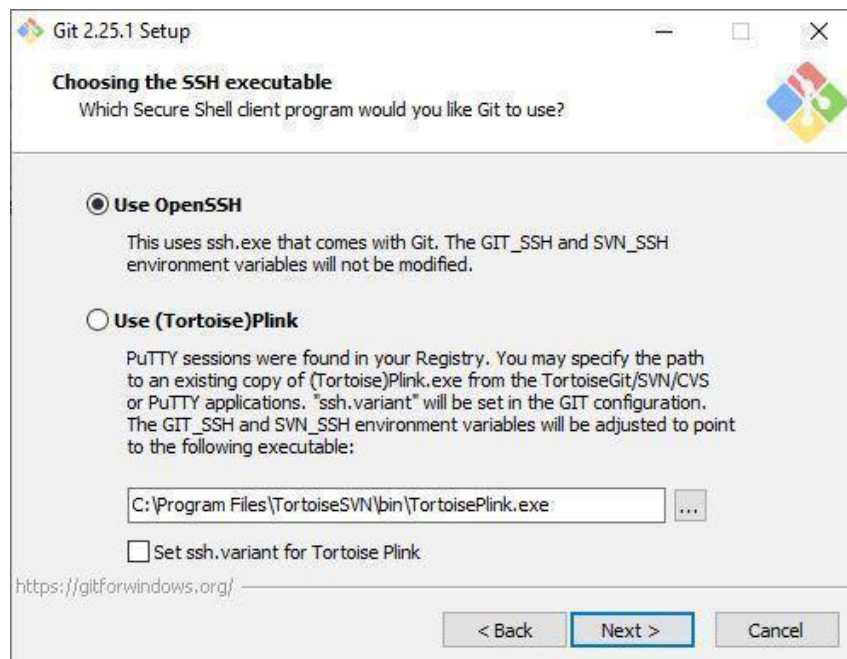 Git 2.25.1 Setup
Choosing the SSH executable
Which Secure Shell client program would you like Git to use?
Use OpenSSH
This uses ssh.exe that comes with Git. The GIT_SSH and SVN_SSH
environment variables will not be modified.
Use (Tortoise)Plink
PuTTY sessions were found in your Registry. You may specify the path
to an existing copy of (Tortoise)Plink.exe from the TortoiseGit/SVN/CVS
or PuTTY applications. "ssh.variant" will be set in the GIT configuration.
The GIT_SSH and SVN_SSH environment variables will be adjusted to point
to the following executable:
C:\Program Files\TortoiseSVN\bin\TortoisePlink.exe
...
Set ssh.variant for Tortoise Plink
https://gitforwindows.org/
< Back Next > Cancel